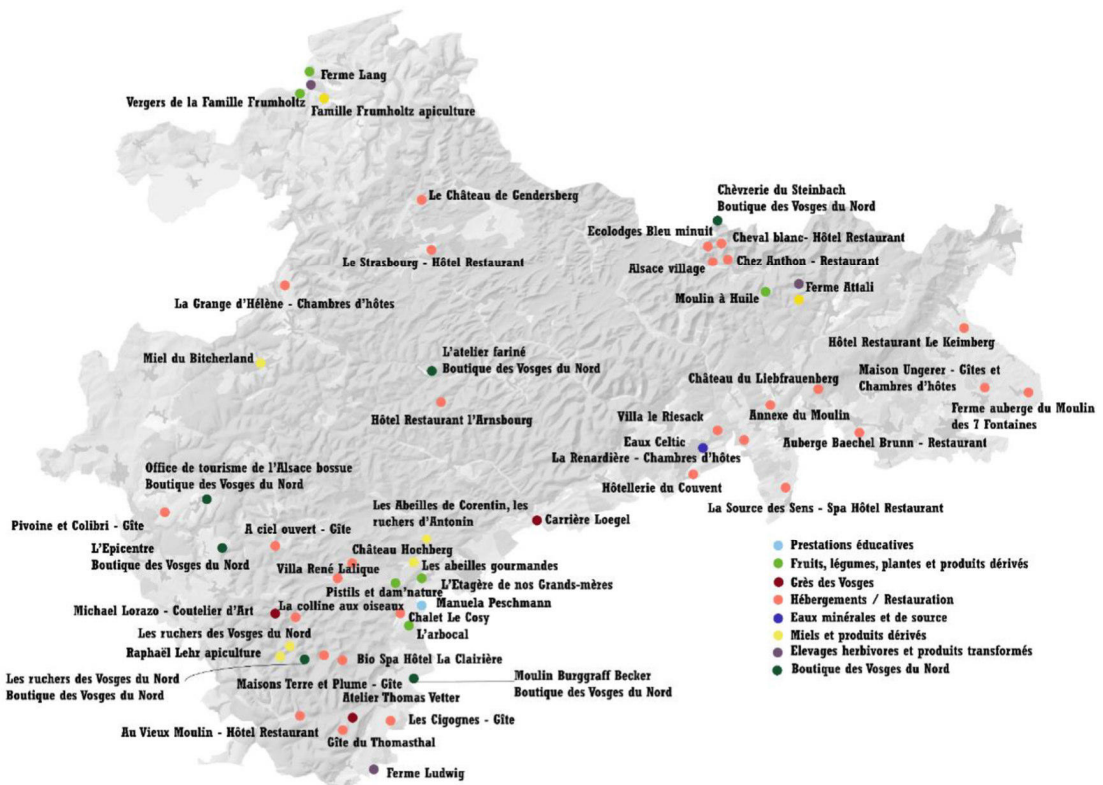 Ferme Lang
Vergers de la Famille Frumholtz
Famille Frumholtz apiculture
Le Château de Gendersberg
Chèvrerie du Steinbach
Boutique des Vosges du Nord
Ecolodges Bleu minuit
Cheval blanc- Hôtel Restaurant
Le Strasbourg - Hôtel Restaurant
Alsace village
Chez Anthon - Restaurant
La Grange d'Hélène - Chambres d'hôtes
Moulin à Huile
Ferme Attali
Hôtel Restaurant Le Keimberg
Miel du Bitcherland
L'atelier fariné
Boutique des Vosges du Nord
Château du Liebfrauenberg
Maison Ungerer - Gîtes et
Chambres d'hôtes
Hôtel Restaurant l'Arnsbourg
Villa le Riesack
Annexe du Moulin
Ferme auberge du Moulin
des 7 Fontaines
Eaux Celtic
Auberge Baechel Brunn - Restaurant
La Renardière - Chambres d'hôtes
Office de tourisme de l'Alsace bossue
Boutique des Vosges du Nord
Hôtellerie du Couvent
La Source des Sens - Spa Hôtel Restaurant
Pivoine et Colibri - Gîte
A ciel ouvert - Gîte
Les Abeilles de Corentin, les
ruchers d'Antonin
Carrière Loegel
L'Epicentre
Boutique des Vosges du Nord
Château Hochberg
Les abeilles gourmandes
Villa René Lalique
Pistils et dam'nature
L'Etagère de nos Grands-mères
Manuela Peschmann
Michael Lorazo - Coutelier d'Art
La colline aux oiseaux
Chalet Le Cosy
L'arbocal
Les ruchers des Vosges du Nord
Raphaël Lehr apiculture
Bio Spa Hôtel La Clairière
Les ruchers des Vosges du Nord
Boutique des Vosges du Nord
Maisons Terre et Plume - Gîte
Moulin Burggraff Becker
Boutique des Vosges du Nord
Atelier Thomas Vetter
Les Cigognes - Gîte
Au Vieux Moulin - Hôtel Restaurant
Gîte du Thomasthal
Ferme Ludwig
Prestations éducatives
Fruits, légumes, plantes et produits dérivés
Grès des Vosges
Hébergements / Restauration
Eaux minérales et de source
Miels et produits dérivés
Elevages herbivores et produits transformés
Boutique des Vosges du Nord